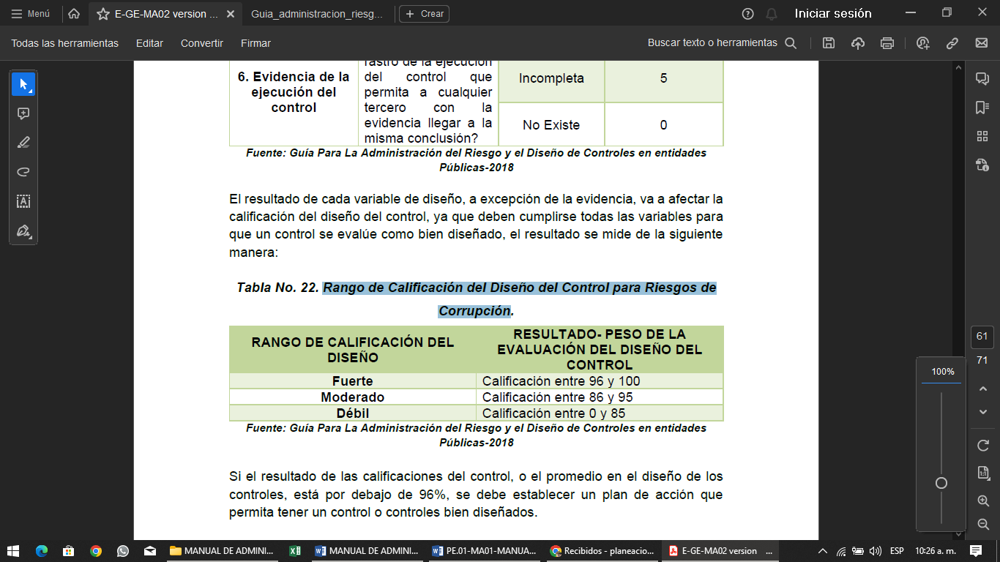 Menú
E-GE-MA02 version ...
Guia_administracion_riesg...
Crear
Iniciar sesión
Todas las herramientas
Editar
Convertir
Firmar
Buscar texto o herramientas
6. Evidencia de la
ejecución del
control
rastro de la ejecución
del control que
permita a cualquier
tercero con la
evidencia llegar a la
misma conclusión?
Incompleta
5
No Existe
0
Fuente: Guía Para La Administración del Riesgo y el Diseño de Controles en entidades
Públicas-2018
El resultado de cada variable de diseño, a excepción de la evidencia, va a afectar la
calificación del diseño del control, ya que deben cumplirse todas las variables para
que un control se evalúe como bien diseñado, el resultado se mide de la siguiente
manera:
Tabla No. 22. Rango de Calificación del Diseño del Control para Riesgos de
Corrupción.
RANGO DE CALIFICACIÓN DEL
DISEÑO
RESULTADO- PESO DE LA
EVALUACIÓN DEL DISEÑO DEL
CONTROL
Fuerte
Calificación entre 96 y 100
Moderado
Calificación entre 86 y 95
Débil
Calificación entre 0 y 85
Fuente: Guía Para La Administración del Riesgo y el Diseño de Controles en entidades
Públicas-2018
Si el resultado de las calificaciones del control, o el promedio en el diseño de los
controles, está por debajo de 96%, se debe establecer un plan de acción que
permita tener un control o controles bien diseñados.
61
71
100%
1:1
MANUAL DE ADMINI...
MANUAL DE ADMINI...
PE.01-MA01-MANUA...
Recibidos - planeacio...
E-GE-MA02 version ...
ESP
10:26 a. m.